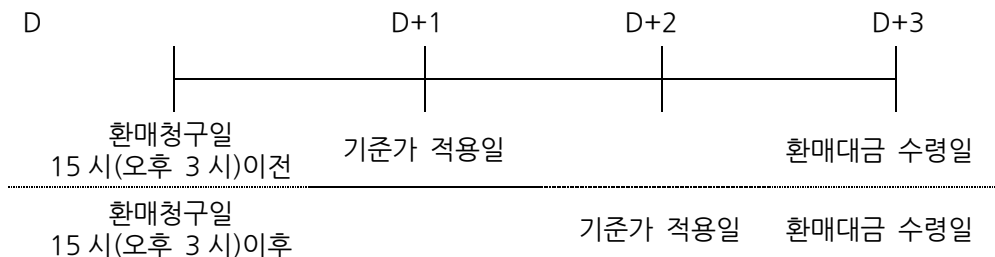 D D+1 D+2 D+3
환매청구일
15 시(오후 3 시)이전
기준가 적용일
환매대금 수령일
환매청구일
15 시(오후 3 시)이후
기준가 적용일
환매대금 수령일